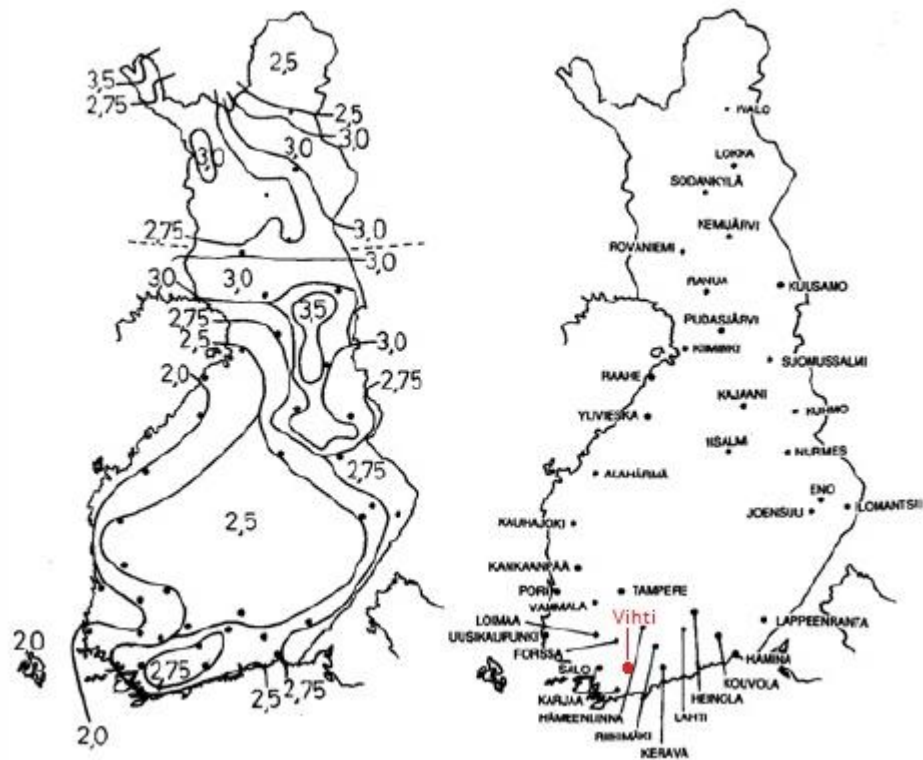 2,5
3,5
2,75
2,5
3,0
3,0
3,0
3,0
2,75
3,0
3,0
3,0
3,5
2,75
2,5
3,0
2,0
2,75
2,75
2,5
2,0
2,75
2,5
2,75
2,0
IVALO
LOKKA
SODANKYLÄ
KEMIJÄRVI
ROVANIEMI
RANUA
KUUSAMO
PUDASJÄRVI
KIIMINKI
SUOMUSSALMI
RAAHE
KAJAANI
KUHMO
YLIVIESKA
IISALMI
NURMES
ALAHÄRMÄ
ENO
ILOMANTSI
JOENSUU
KAUHAJOKI
KANKAANPÄÄ
PORI
TAMPERE
VAMMALA
LOIMAA
Vihti
LAPPEENRANTA
UUSIKAUPUNKI
FORSSA
HAMINA
SALO
KOUVOLA
KARJAA
HEINOLA
HÄMEENLINNA
LAHTI
RIIHIMÄKI
KERAVA